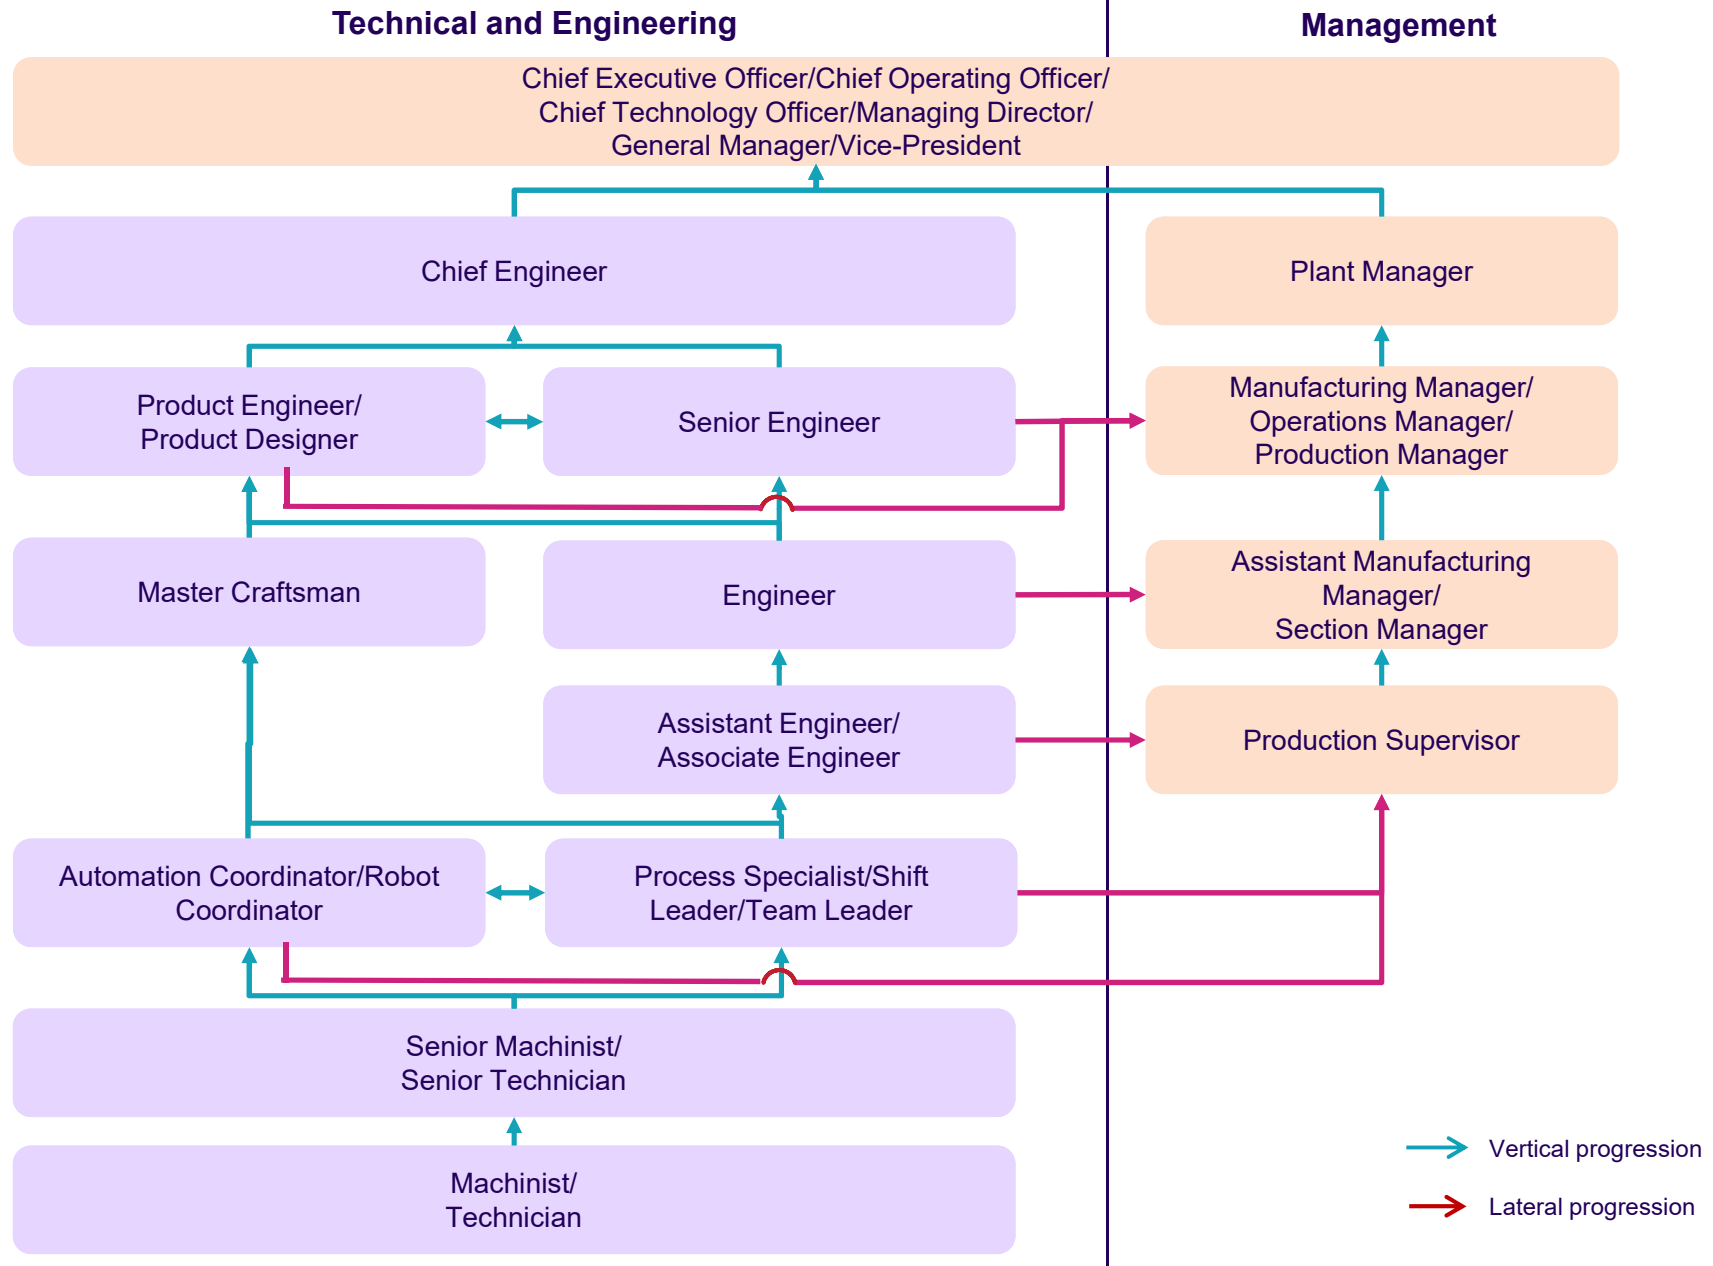 Technical and Engineering
Management
Chief Executive Officer/Chief Operating Officer/
Chief Technology Officer/Managing Director/
General Manager/Vice-President
Chief Engineer
Plant Manager
Product Engineer/
Product Designer
Senior Engineer
Manufacturing Manager/
Operations Manager/
Production Manager
Master Craftsman
Engineer
Assistant Manufacturing
Manager/
Section Manager
Assistant Engineer/
Associate Engineer
Production Supervisor
Automation Coordinator/Robot
Coordinator
Process Specialist/Shift
Leader/Team Leader
Senior Machinist/
Senior Technician
Machinist/
Technician
Vertical progression
Lateral progression